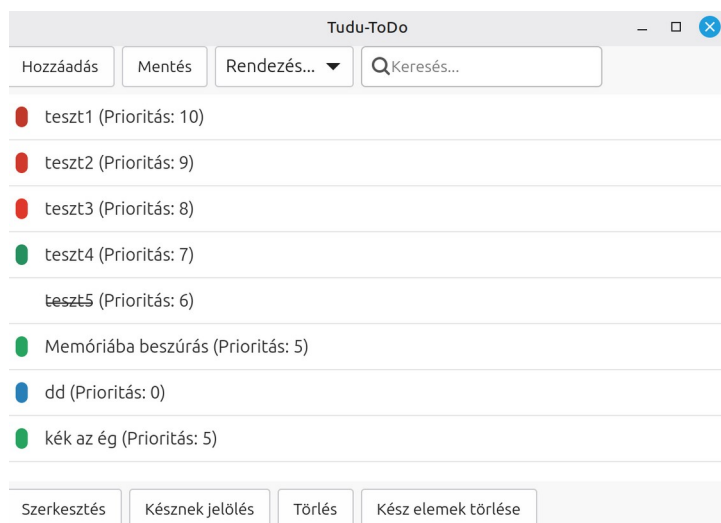 Tudu-ToDo
Hozzáadás Mentés Rendezés... Keresés...
teszt1 (Prioritás: 10)
teszt2 (Prioritás: 9)
teszt3 (Prioritás: 8)
teszt4 (Prioritás: 7)
teszt5 (Prioritás: 6)
Memóriába beszúrás (Prioritás: 5)
dd (Prioritás: 0)
kék az ég (Prioritás: 5)
Szerkesztés Késznek jelölés Törlés Kész elemek törlése